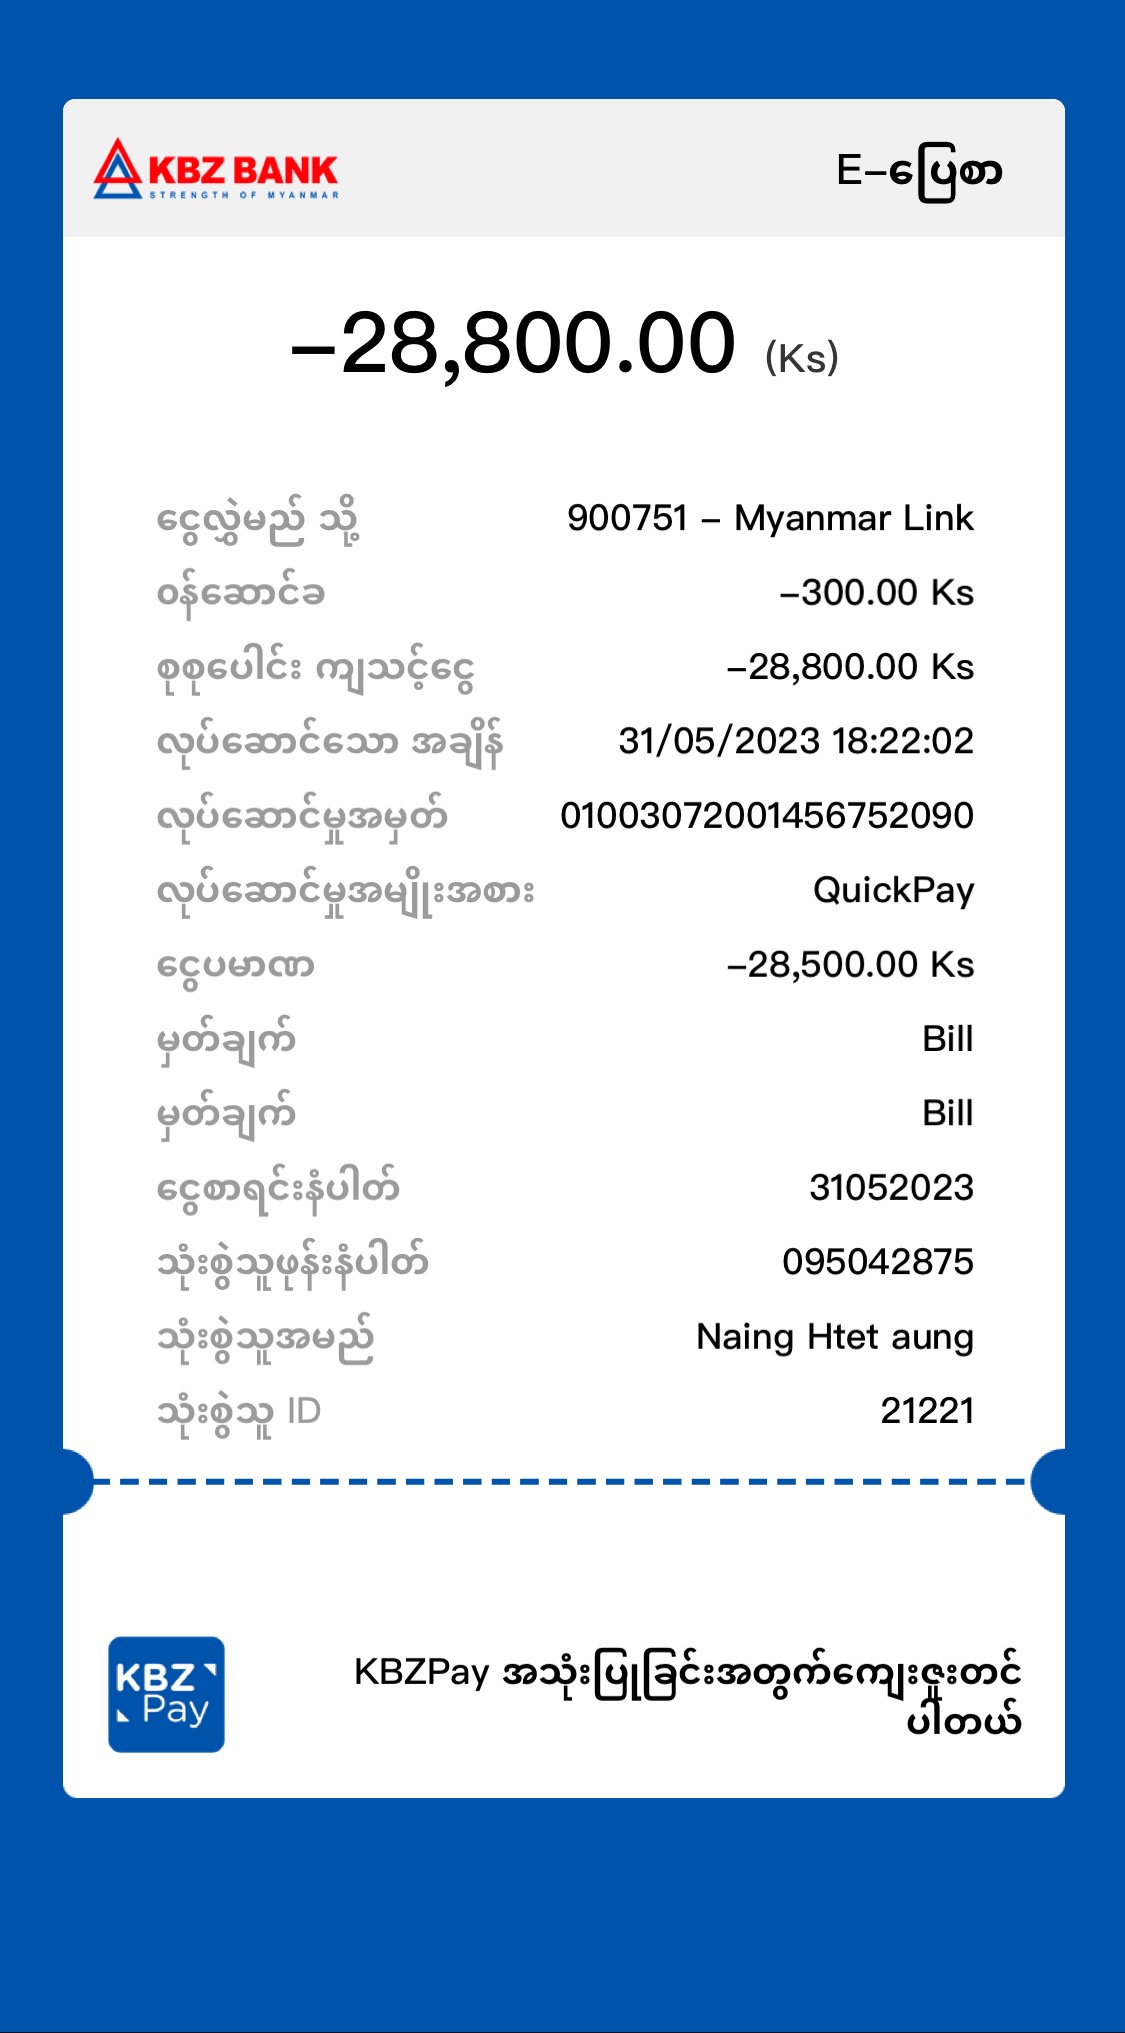 KBZ BANK
STRENGTH OF MYANMAR
E-ပြေစာ
-28,800.00 (Ks)
ငွေလွှဲမည် သို့ 900751 - Myanmar Link
ဝန်ဆောင်ခ -300.00 Ks
စုစုပေါင်း ကျသင့်ငွေ -28,800.00 Ks
လုပ်ဆောင်သော အချိန် 31/05/2023 18:22:02
လုပ်ဆောင်မှုအမှတ် 01003072001456752090
လုပ်ဆောင်မှုအမျိုးအစား QuickPay
ငွေပမာဏ -28,500.00 Ks
မှတ်ချက် Bill
မှတ်ချက် Bill
ငွေစာရင်းနံပါတ် 31052023
သုံးစွဲသူဖုန်းနံပါတ် 095042875
သုံးစွဲသူအမည် Naing Htet aung
သုံးစွဲသူ ID 21221
KBZ
Pay
KBZPay အသုံးပြုခြင်းအတွက်ကျေးဇူးတင်
ပါတယ်